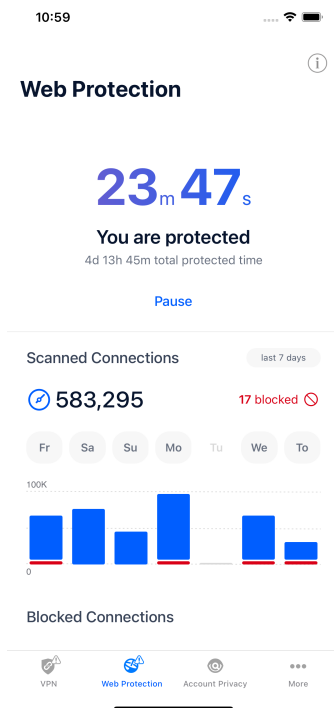 10:59
Web Protection
23m 47s
You are protected
4d 13h 45m total protected time
Pause
Scanned Connections last 7 days
583,295 17 blocked
Fr Sa Su Mo Tu We To
100K
0
Blocked Connections
VPN Web Protection Account Privacy More